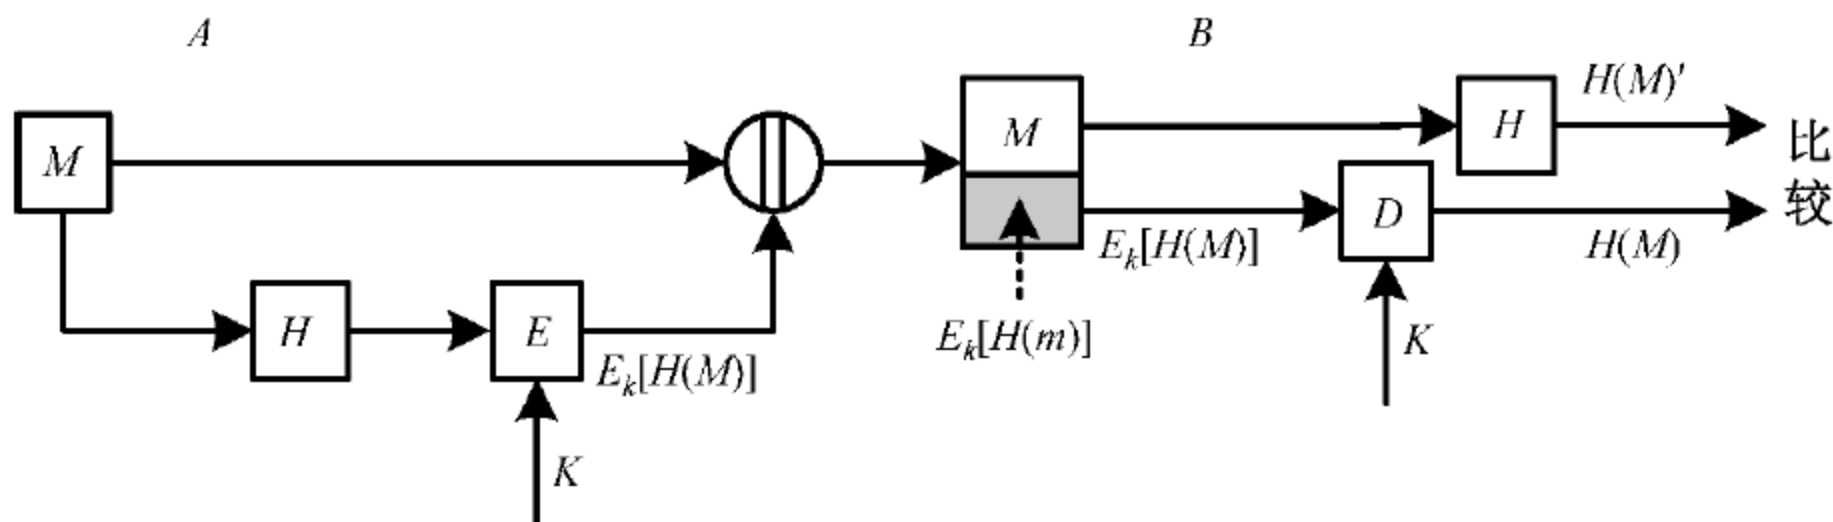 A
B
M
H
E
E_k[H(M)]
K
M
E_k[H(m)]
E_k[H(M)]
H
H(M)'
D
H(M)
K
比
较